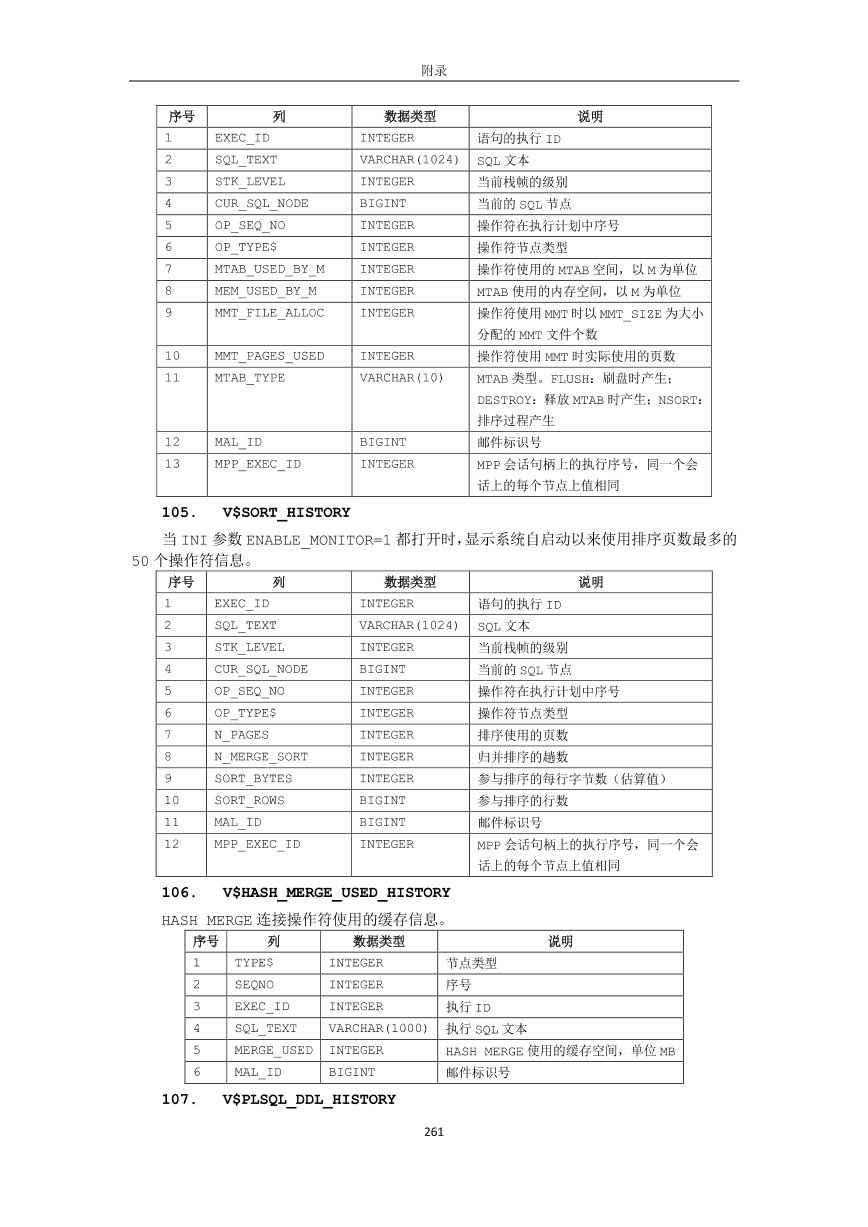 附录
序号 列 数据类型 说明
1 EXEC_ID INTEGER 语句的执行 ID
2 SQL_TEXT VARCHAR(1024) SQL 文本
3 STK_LEVEL INTEGER 当前栈帧的级别
4 CUR_SQL_NODE BIGINT 当前的 SQL 节点
5 OP_SEQ_NO INTEGER 操作符在执行计划中序号
6 OP_TYPE$ INTEGER 操作符节点类型
7 MTAB_USED_BY_M INTEGER 操作符使用的 MTAB 空间，以 M 为单位
8 MEM_USED_BY_M INTEGER MTAB 使用的内存空间，以 M 为单位
9 MMT_FILE_ALLOC INTEGER 操作符使用 MMT 时以 MMT_SIZE 为大小
分配的 MMT 文件个数
10 MMT_PAGES_USED INTEGER 操作符使用 MMT 时实际使用的页数
11 MTAB_TYPE VARCHAR(10) MTAB 类型。FLUSH：刷盘时产生；
DESTROY：释放 MTAB 时产生；NSORT：
排序过程产生
12 MAL_ID BIGINT 邮件标识号
13 MPP_EXEC_ID INTEGER MPP 会话句柄上的执行序号，同一个会
话上的每个节点上值相同
105. V$SORT_HISTORY
当 INI 参数 ENABLE_MONITOR=1 都打开时，显示系统自启动以来使用排序页数最多的
50 个操作符信息。
序号 列 数据类型 说明
1 EXEC_ID INTEGER 语句的执行 ID
2 SQL_TEXT VARCHAR(1024) SQL 文本
3 STK_LEVEL INTEGER 当前栈帧的级别
4 CUR_SQL_NODE BIGINT 当前的 SQL 节点
5 OP_SEQ_NO INTEGER 操作符在执行计划中序号
6 OP_TYPE$ INTEGER 操作符节点类型
7 N_PAGES INTEGER 排序使用的页数
8 N_MERGE_SORT INTEGER 归并排序的趟数
9 SORT_BYTES INTEGER 参与排序的每行字节数（估算值）
10 SORT_ROWS BIGINT 参与排序的行数
11 MAL_ID BIGINT 邮件标识号
12 MPP_EXEC_ID INTEGER MPP 会话句柄上的执行序号，同一个会
话上的每个节点上值相同
106. V$HASH_MERGE_USED_HISTORY
HASH MERGE 连接操作符使用的缓存信息。
序号 列 数据类型 说明
1 TYPE$ INTEGER 节点类型
2 SEQNO INTEGER 序号
3 EXEC_ID INTEGER 执行 ID
4 SQL_TEXT VARCHAR(1000) 执行 SQL 文本
5 MERGE_USED INTEGER HASH MERGE 使用的缓存空间，单位 MB
6 MAL_ID BIGINT 邮件标识号
107. V$PLSQL_DDL_HISTORY
261